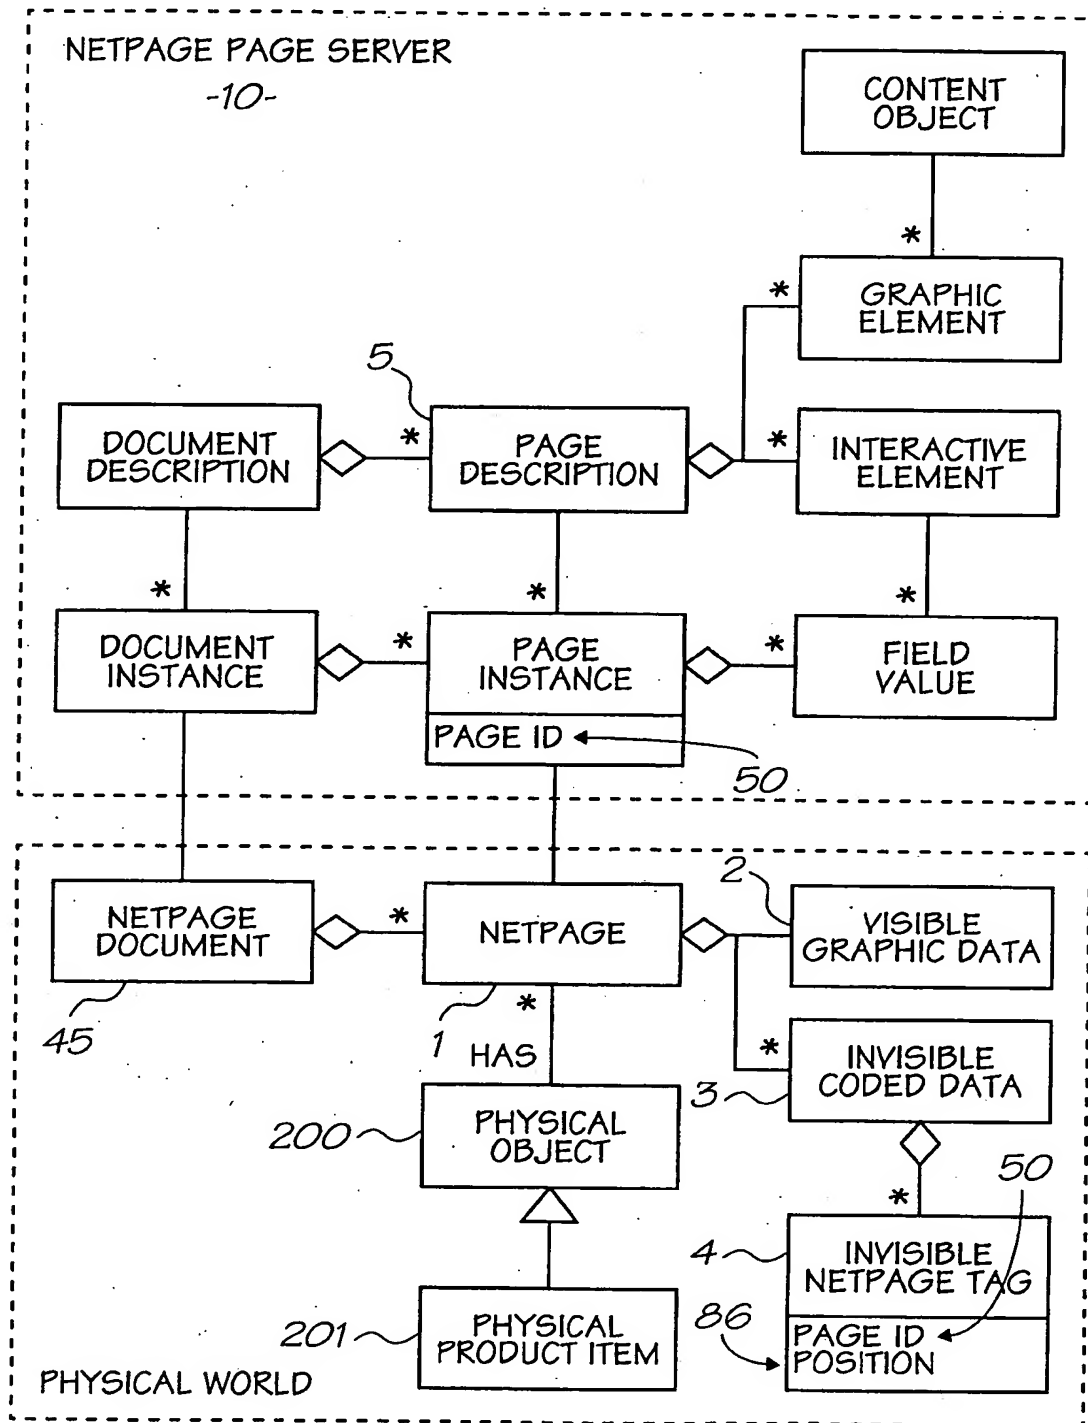 NETPAGE PAGE SERVER
-10-
CONTENT
OBJECT
*
*
GRAPHIC
ELEMENT
5
DOCUMENT
DESCRIPTION
*
PAGE
DESCRIPTION
*
INTERACTIVE
ELEMENT
*
*
*
DOCUMENT
INSTANCE
*
PAGE
INSTANCE
*
FIELD
VALUE
PAGE ID
50
NETPAGE
DOCUMENT
*
NETPAGE
2
VISIBLE
GRAPHIC DATA
45
1
*
HAS
*
INVISIBLE
CODED DATA
3
200
PHYSICAL
OBJECT
50
*
4
INVISIBLE
NETPAGE TAG
201
PHYSICAL
PRODUCT ITEM
86
PAGE ID
POSITION
PHYSICAL WORLD